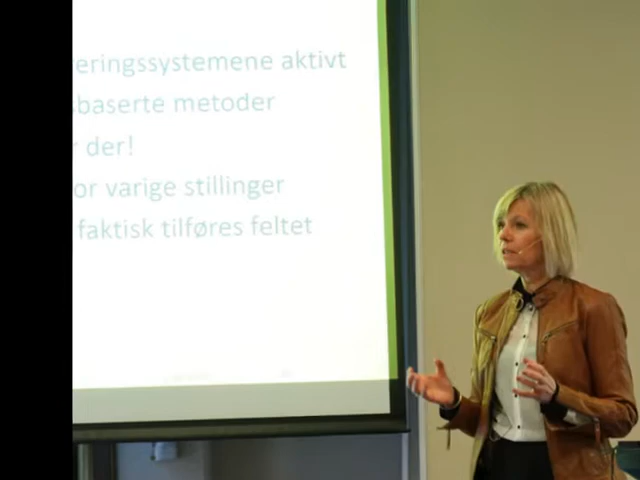 eringssystemene aktivt
baserte metoder
der!
or varige stillinger
faktisk tilføres feltet